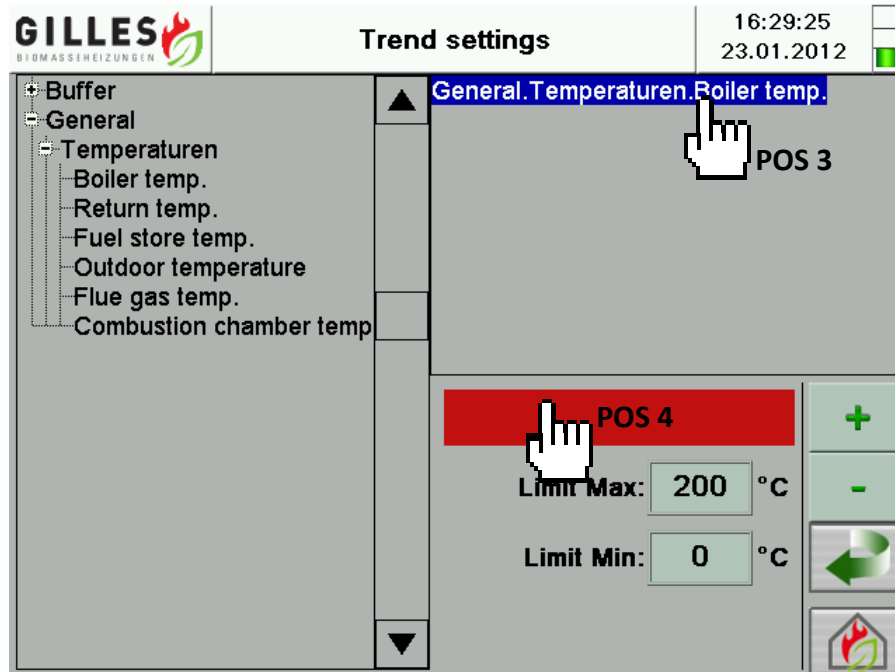 GILLES
BIOMASSEHEIZUNGEN
Trend settings
16:29:25
23.01.2012
Buffer
General
Temperaturen
Boiler temp.
Return temp.
Fuel store temp.
Outdoor temperature
Flue gas temp.
Combustion chamber temp
General.Temperaturen.Boiler temp.
POS 3
POS 4
+
Limit Max: 200 °C
-
Limit Min: 0 °C